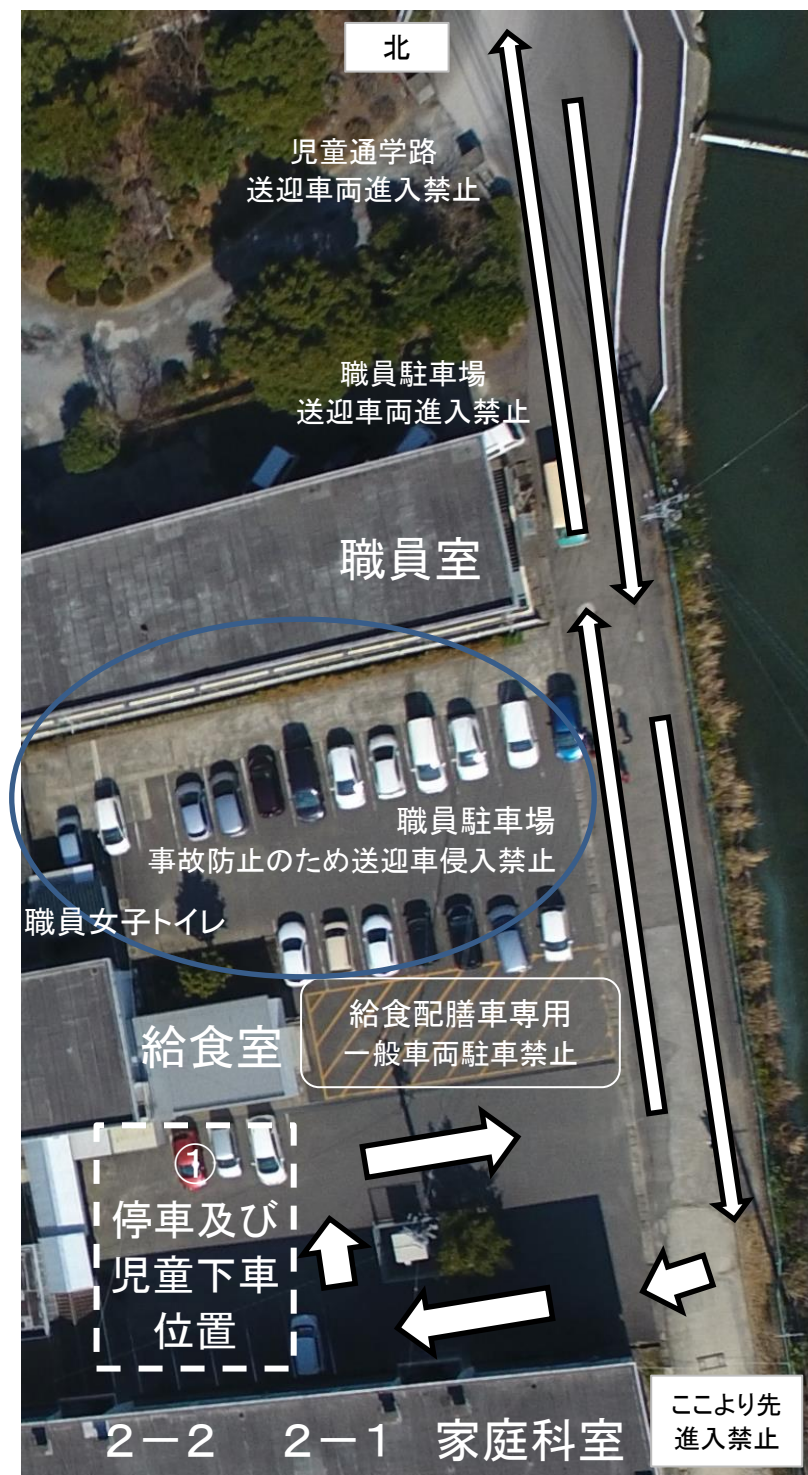 北
児童通学路
送迎車両進入禁止
職員駐車場
送迎車両進入禁止
職員室
職員駐車場
事故防止のため送迎車侵入禁止
職員女子トイレ
給食室
給食配膳車専用
一般車両駐車禁止
①
停車及び
児童下車
位置
２－２　２－１　家庭科室
ここより先
進入禁止